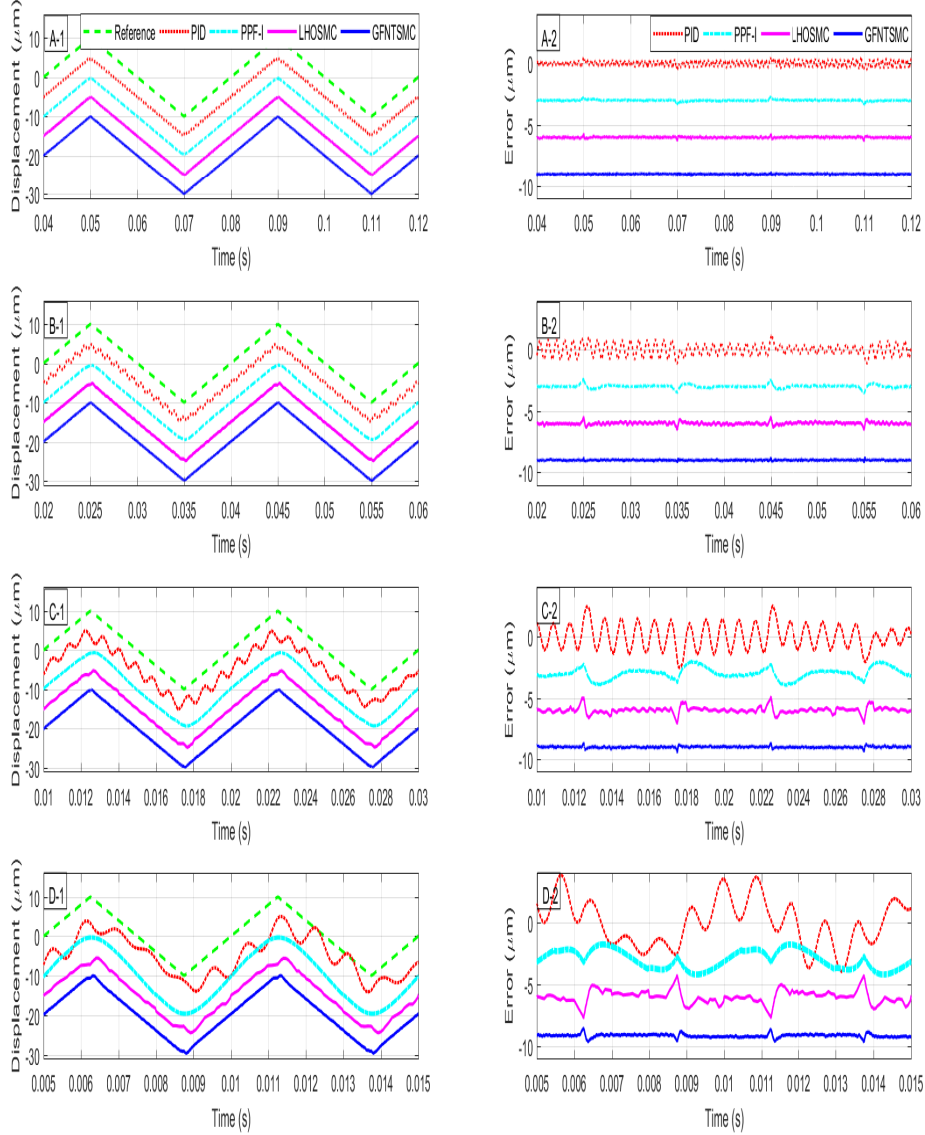 A-1
Reference PID PPF-I LHOSMC GFNTSMC
Displacement (μm)
10
0
-10
-20
-30
0.04 0.05 0.06 0.07 0.08 0.09 0.1 0.11 0.12
Time (s)
A-2
PID PPF-I LHOSMC GFNTSMC
Error (μm)
0
-5
-10
0.04 0.05 0.06 0.07 0.08 0.09 0.1 0.11 0.12
Time (s)
B-1
Displacement (μm)
10
0
-10
-20
-30
0.02 0.025 0.03 0.035 0.04 0.045 0.05 0.055 0.06
Time (s)
B-2
Error (μm)
0
-5
-10
0.02 0.025 0.03 0.035 0.04 0.045 0.05 0.055 0.06
Time (s)
C-1
Displacement (μm)
10
0
-10
-20
-30
0.01 0.012 0.014 0.016 0.018 0.02 0.022 0.024 0.026 0.028 0.03
Time (s)
C-2
Error (μm)
0
-5
-10
0.01 0.012 0.014 0.016 0.018 0.02 0.022 0.024 0.026 0.028 0.03
Time (s)
D-1
Displacement (μm)
10
0
-10
-20
-30
0.005 0.006 0.007 0.008 0.009 0.01 0.011 0.012 0.013 0.014 0.015
Time (s)
D-2
Error (μm)
0
-5
-10
0.005 0.006 0.007 0.008 0.009 0.01 0.011 0.012 0.013 0.014 0.015
Time (s)